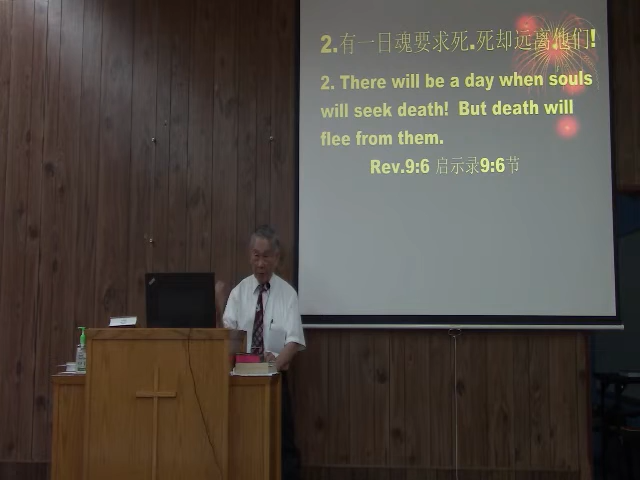 2.有一日魂要求死.死却远离他们!
2. There will be a day when souls
will seek death! But death will
flee from them.
Rev.9:6 启示录9:6节